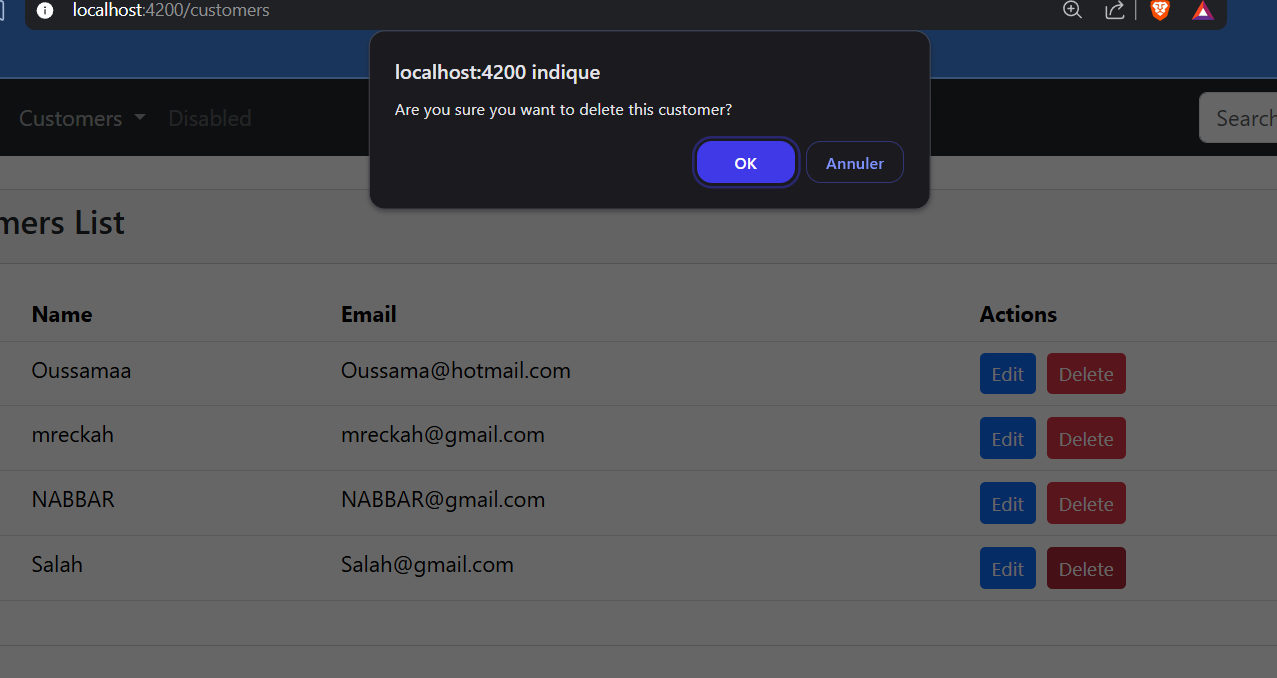 localhost:4200/customers
localhost:4200 indique
Are you sure you want to delete this customer?
OK Annuler
Customers Disabled Search
mers List
Name Email Actions
Oussamaa Oussama@hotmail.com Edit Delete
mreckah mreckah@gmail.com Edit Delete
NABBAR NABBAR@gmail.com Edit Delete
Salah Salah@gmail.com Edit Delete